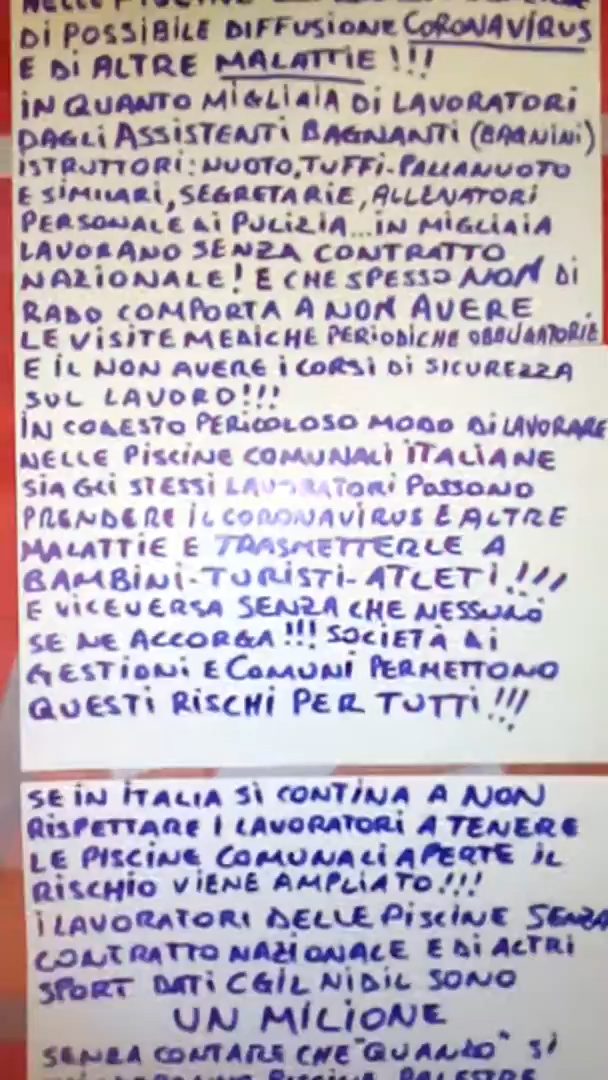 DI POSSIBILE DIFFUSIONE CORONAVIRUS
E DI ALTRE MALATTIE!!!
IN QUANTO MIGLIAIA DI LAVORATORI
DAGLI ASSISTENTI BAGNANTI (BAGNINI)
ISTRUTTORI: NUOTO, TUFFI-PALLANUOTO
E SIMILARI, SEGRETARIE, ALLENATORI
PERSONALE DI PULIZIA...IN MIGLIAIA
LAVORANO SENZA CONTRATTO
NAZIONALE! E CHE SPESSO NON DI
RADO COMPORTA A NON AVERE
LE VISITE MEDICHE PERIODICHE OBBLIGATORIE
E IL NON AVERE I CORSI DI SICUREZZA
SUL LAVORO!!!
IN CODESTO PERICOLOSO MODO DI LAVORARE
NELLE PISCINE COMUNALI ITALIANE
SIA GLI STESSI LAVORATORI POSSONO
PRENDERE IL CORONAVIRUS E ALTRE
MALATTIE E TRASMETTERLE A
BAMBINI-TURISTI-ATLETI!!!
E VICEVERSA SENZA CHE NESSUNO
SE NE ACCORGA!!! SOCIETÀ DI
GESTIONI E COMUNI PERMETTONO
QUESTI RISCHI PER TUTTI!!!
SE IN ITALIA SI CONTINA A NON
RISPETTARE I LAVORATORI A TENERE
LE PISCINE COMUNALI APERTE IL
RISCHIO VIENE AMPLIATO!!!
I LAVORATORI DELLE PISCINE SENZA
CONTRATTO NAZIONALE E DI ALTRI
SPORT DATI CGIL NIDIL SONO
UN MILIONE
SENZA CONTARE CHE "QUANDO" SI
PISCINE PALESTRE